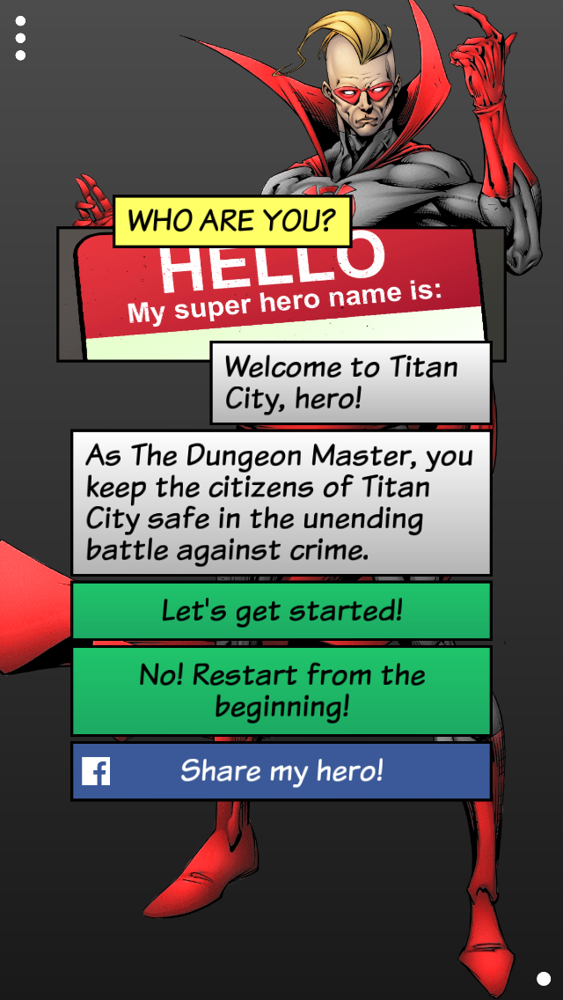 WHO ARE YOU?
HELLO
My super hero name is:
Welcome to Titan
City, hero!
As The Dungeon Master, you
keep the citizens of Titan
City safe in the unending
battle against crime.
Let's get started!
No! Restart from the
beginning!
Share my hero!